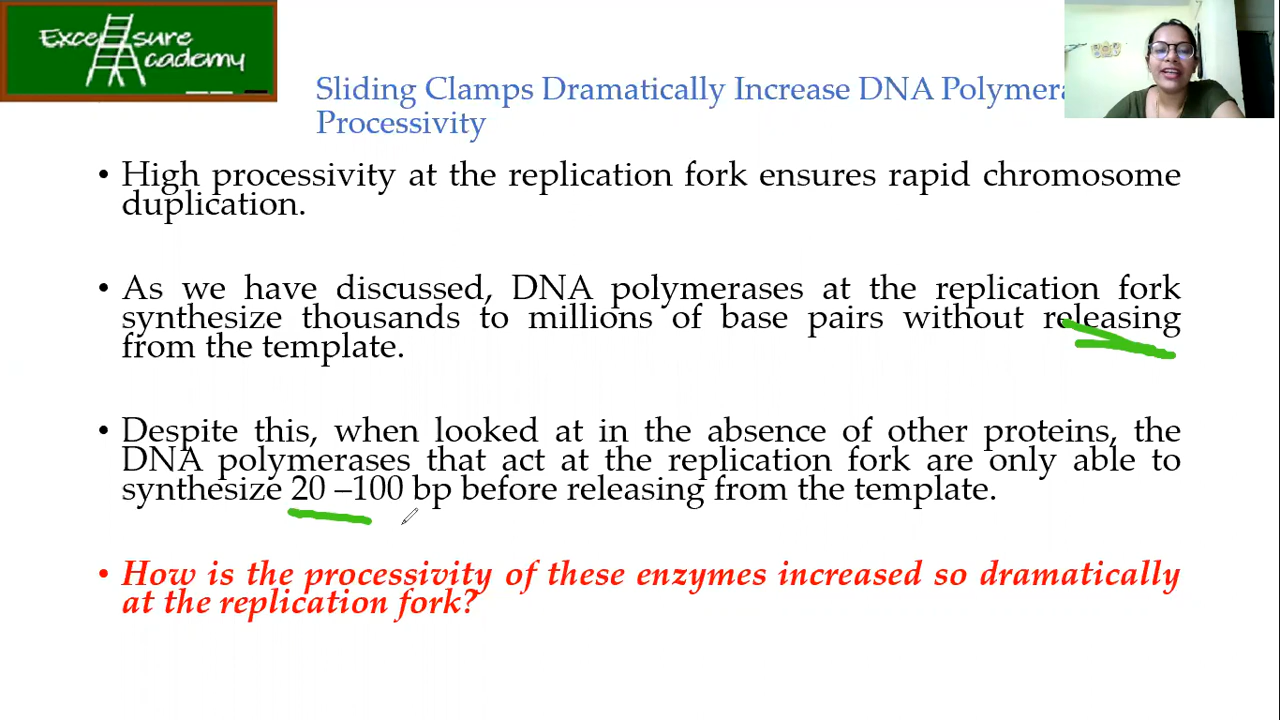 Excel sure
Academy
Sliding Clamps Dramatically Increase DNA Polymera
Processivity
• High processivity at the replication fork ensures rapid chromosome
duplication.
• As we have discussed, DNA polymerases at the replication fork
synthesize thousands to millions of base pairs without releasing
from the template.
• Despite this, when looked at in the absence of other proteins, the
DNA polymerases that act at the replication fork are only able to
synthesize 20 –100 bp before releasing from the template.
• How is the processivity of these enzymes increased so dramatically
at the replication fork?